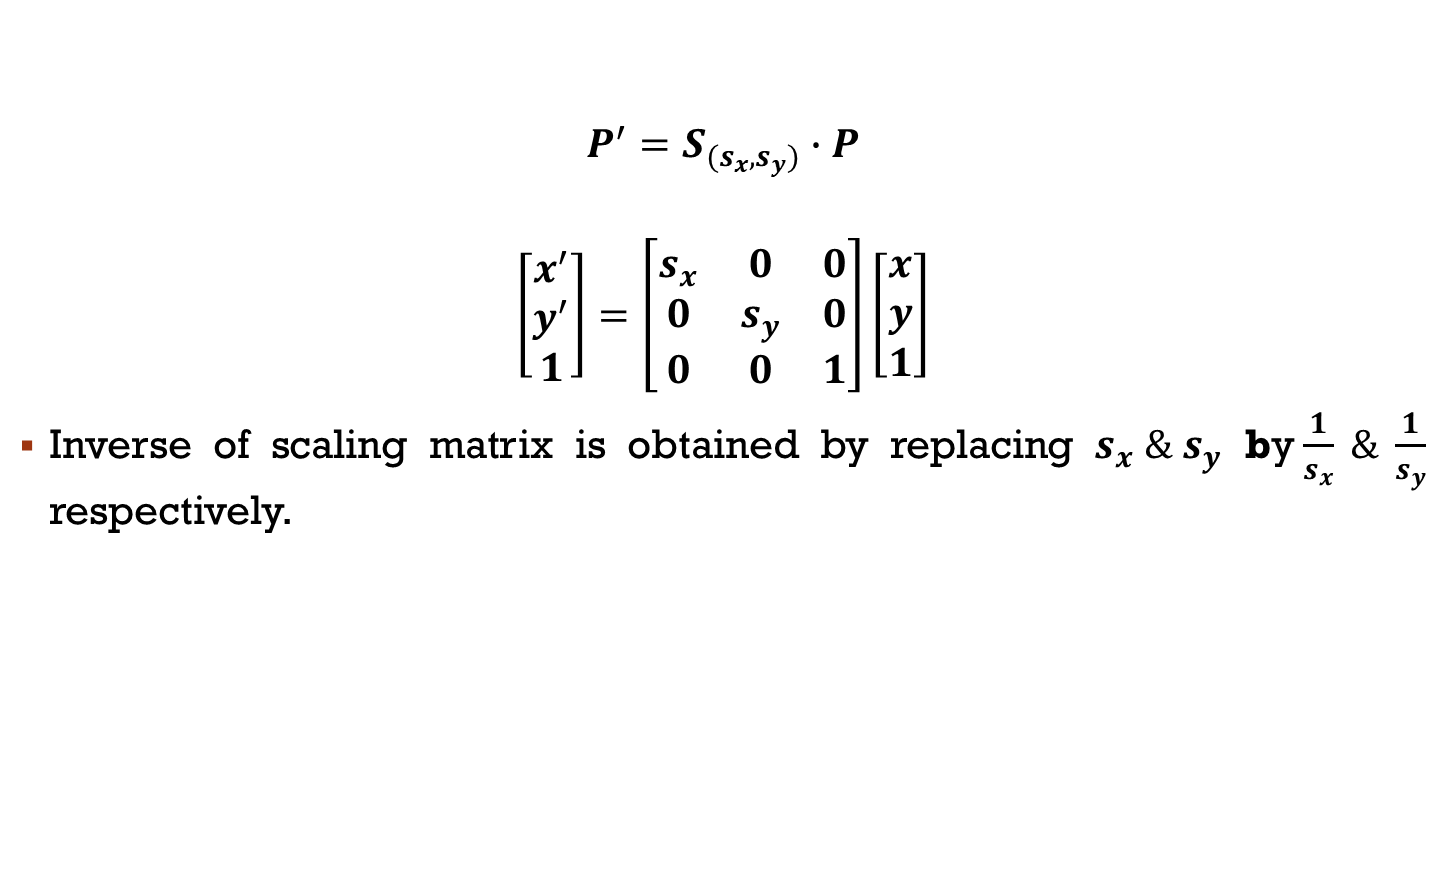 P′ = S(sx,sy) · P
[x′ y′ 1] = [sx 0 0 0 sy 0 0 0 1] [x y 1]
▪ Inverse of scaling matrix is obtained by replacing sx & sy by 1/sx & 1/sy
respectively.